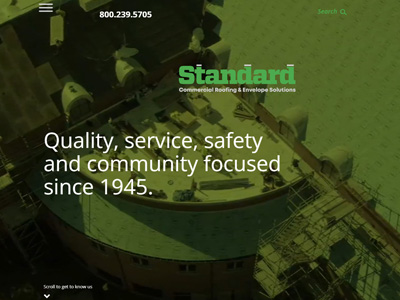 800.239.5705
Search
Standard
Commercial Roofing & Envelope Solutions
Quality, service, safety
and community focused
since 1945.
Scroll to get to know us